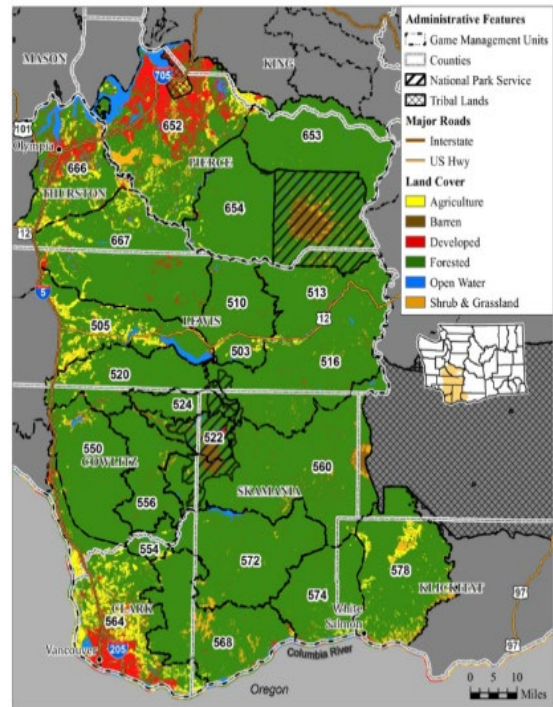 Administrative Features
Game Management Units
Counties
National Park Service
Tribal Lands
Major Roads
Interstate
US Hwy
Land Cover
Agriculture
Barren
Developed
Forested
Open Water
Shrub & Grassland
MASON
KING
705
652
653
101
Olympia
PIERCE
666
THURSTON
654
12
667
510
513
5
LEWIS
12
505
503
516
520
524
522
550
COWLITZ
560
SKAMANIA
556
554
572
578
574
KLICKITAT
564
CLARK
White
Salmon
97
568
Vancouver
205
97
Columbia River
Oregon
0 5 10
Miles